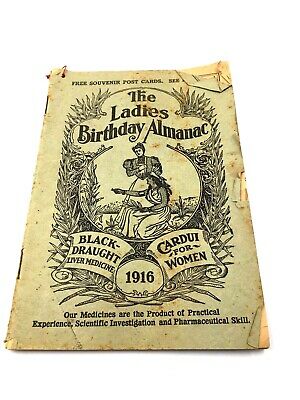 FREE SOUVENIR POST CARDS. SEE
The
Ladies
Birthday Almanac
BLACK-
DRAUGHT
LIVER MEDICINE
CARDUI
FOR
WOMEN
1916
Our Medicines are the Product of Practical
Experience, Scientific Investigation and Pharmaceutical Skill.